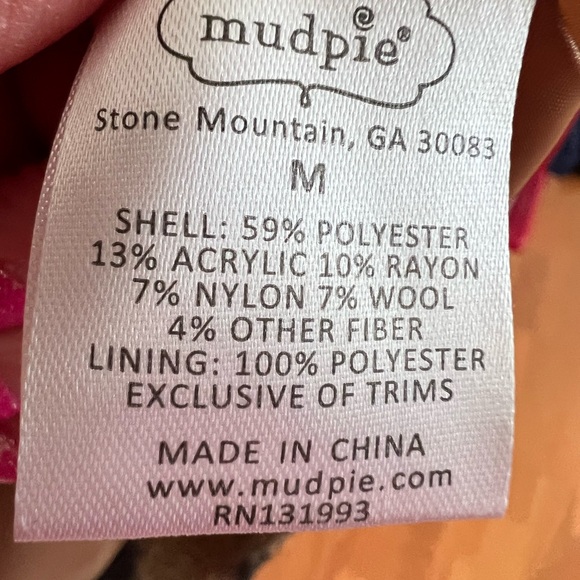 mudpie®
Stone Mountain, GA 30083
M
SHELL: 59% POLYESTER
13% ACRYLIC 10% RAYON
7% NYLON 7% WOOL
4% OTHER FIBER
LINING: 100% POLYESTER
EXCLUSIVE OF TRIMS
MADE IN CHINA
www.mudpie.com
RN131993